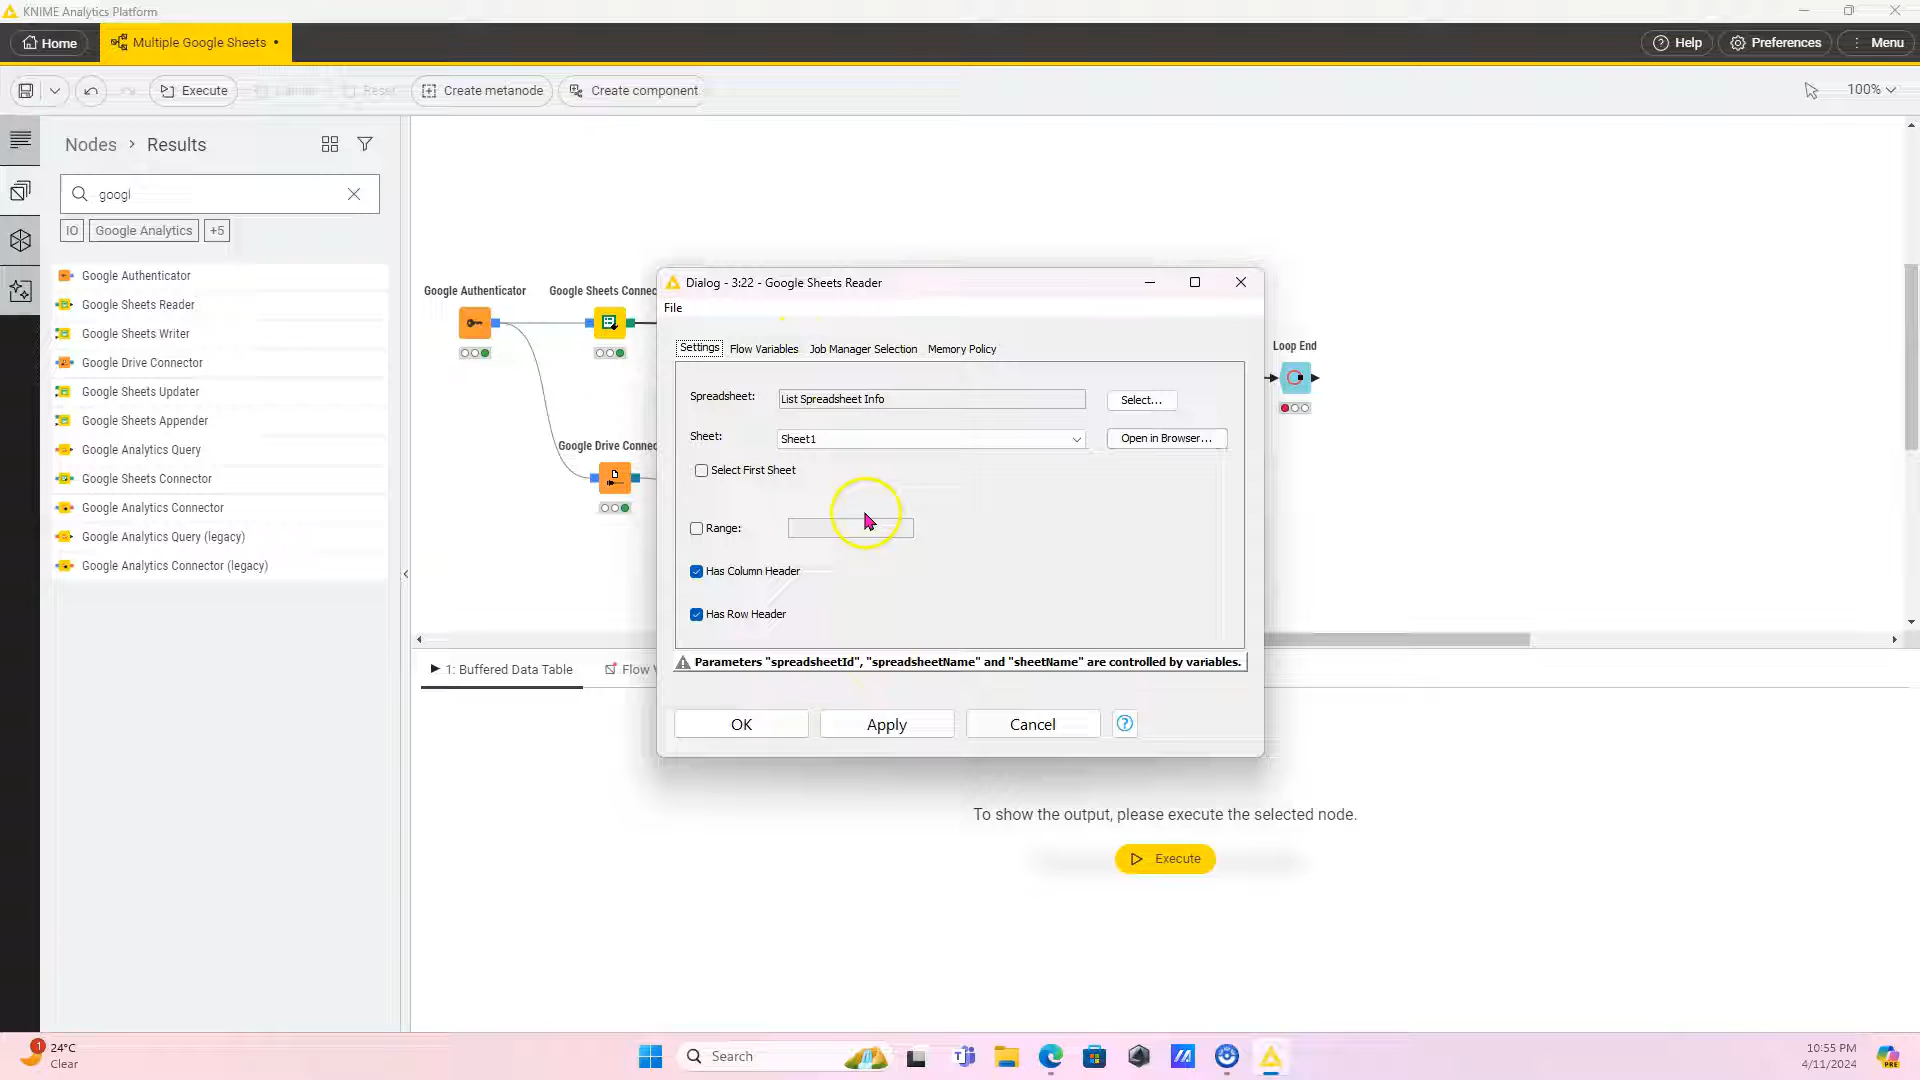 KNIME Analytics Platform
Home
Multiple Google Sheets
Help
Preferences
Menu
Execute
Reset
Create metanode
Create component
100%
Nodes
Results
googl
IO
Google Analytics
+5
Google Authenticator
Google Sheets Reader
Google Sheets Writer
Google Drive Connector
Google Sheets Updater
Google Sheets Appender
Google Analytics Query
Google Sheets Connector
Google Analytics Connector
Google Analytics Query (legacy)
Google Analytics Connector (legacy)
Google Authenticator
Google Sheets Connec
Google Drive Connec
Loop End
Dialog - 3:22 - Google Sheets Reader
File
Settings
Flow Variables
Job Manager Selection
Memory Policy
Spreadsheet:
List Spreadsheet Info
Select...
Sheet:
Sheet1
Open in Browser...
Select First Sheet
Range:
Has Column Header
Has Row Header
Parameters "spreadsheetId", "spreadsheetName" and "sheetName" are controlled by variables.
OK
Apply
Cancel
1: Buffered Data Table
Flow V
To show the output, please execute the selected node.
Execute
1
24°C
Clear
Search
10:55 PM
4/11/2024
PRE